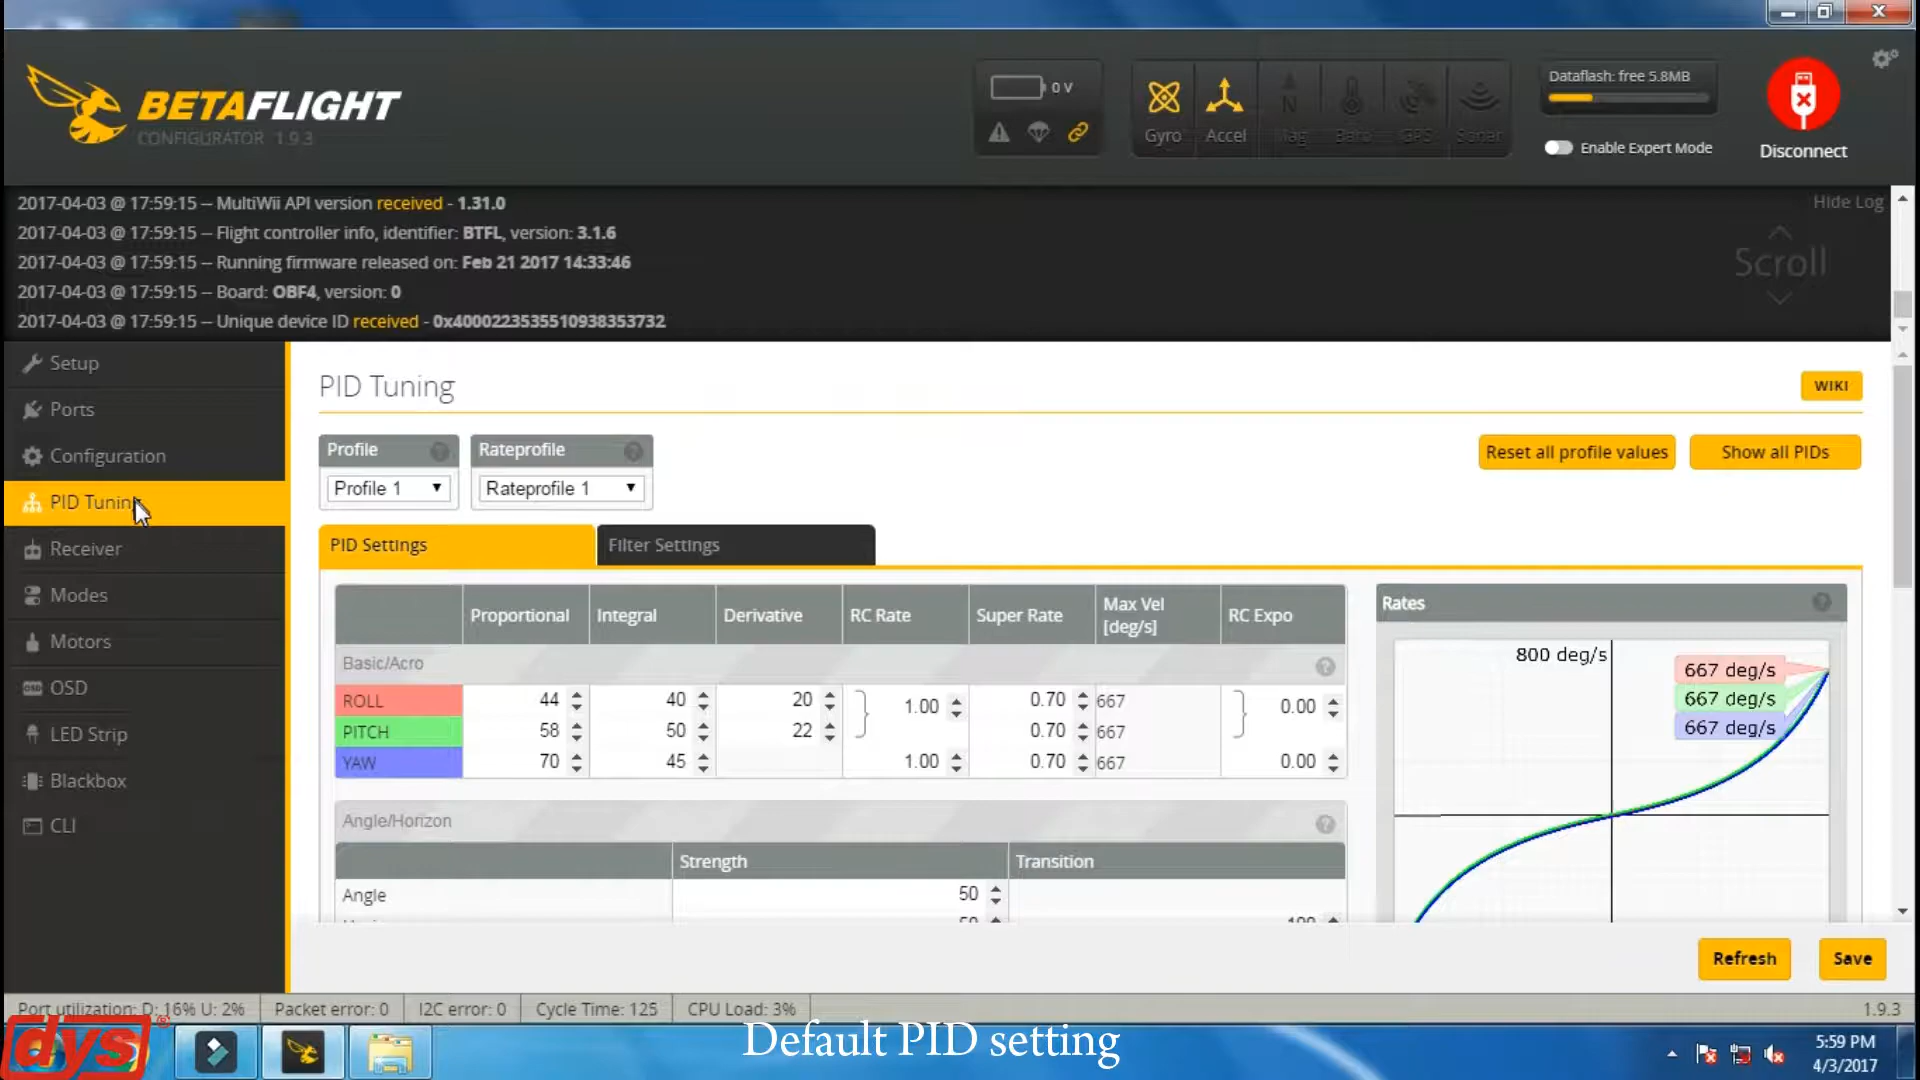 BETAFLIGHT
CONFIGURATOR 1.9.3
0 V
Gyro Accel Mag Baro GPS Sonar
Dataflash: free 5.8MB
Enable Expert Mode
Disconnect
2017-04-03 @ 17:59:15 -- MultiWii API version received - 1.31.0
2017-04-03 @ 17:59:15 -- Flight controller info, identifier: BTFL, version: 3.1.6
2017-04-03 @ 17:59:15 -- Running firmware released on: Feb 21 2017 14:33:46
2017-04-03 @ 17:59:15 -- Board: OBF4, version: 0
2017-04-03 @ 17:59:15 -- Unique device ID received - 0x4000223535510938353732
Hide Log
Scroll
Setup
Ports
Configuration
PID Tuning
Receiver
Modes
Motors
OSD
LED Strip
Blackbox
CLI
PID Tuning
WIKI
Profile Rateprofile
Profile 1 Rateprofile 1
Reset all profile values Show all PIDs
PID Settings Filter Settings
Proportional Integral Derivative RC Rate Super Rate Max Vel [deg/s] RC Expo
Basic/Acro
ROLL 44 40 20 1.00 0.70 667 0.00
PITCH 58 50 22 0.70 667
YAW 70 45 1.00 0.70 667 0.00
Angle/Horizon
Strength Transition
Angle 50
Rates
800 deg/s
667 deg/s
667 deg/s
667 deg/s
Refresh Save
Port utilization: D: 16% U: 2% Packet error: 0 I2C error: 0 Cycle Time: 125 CPU Load: 3% 1.9.3
dys®
Default PID setting
5:59 PM
4/3/2017